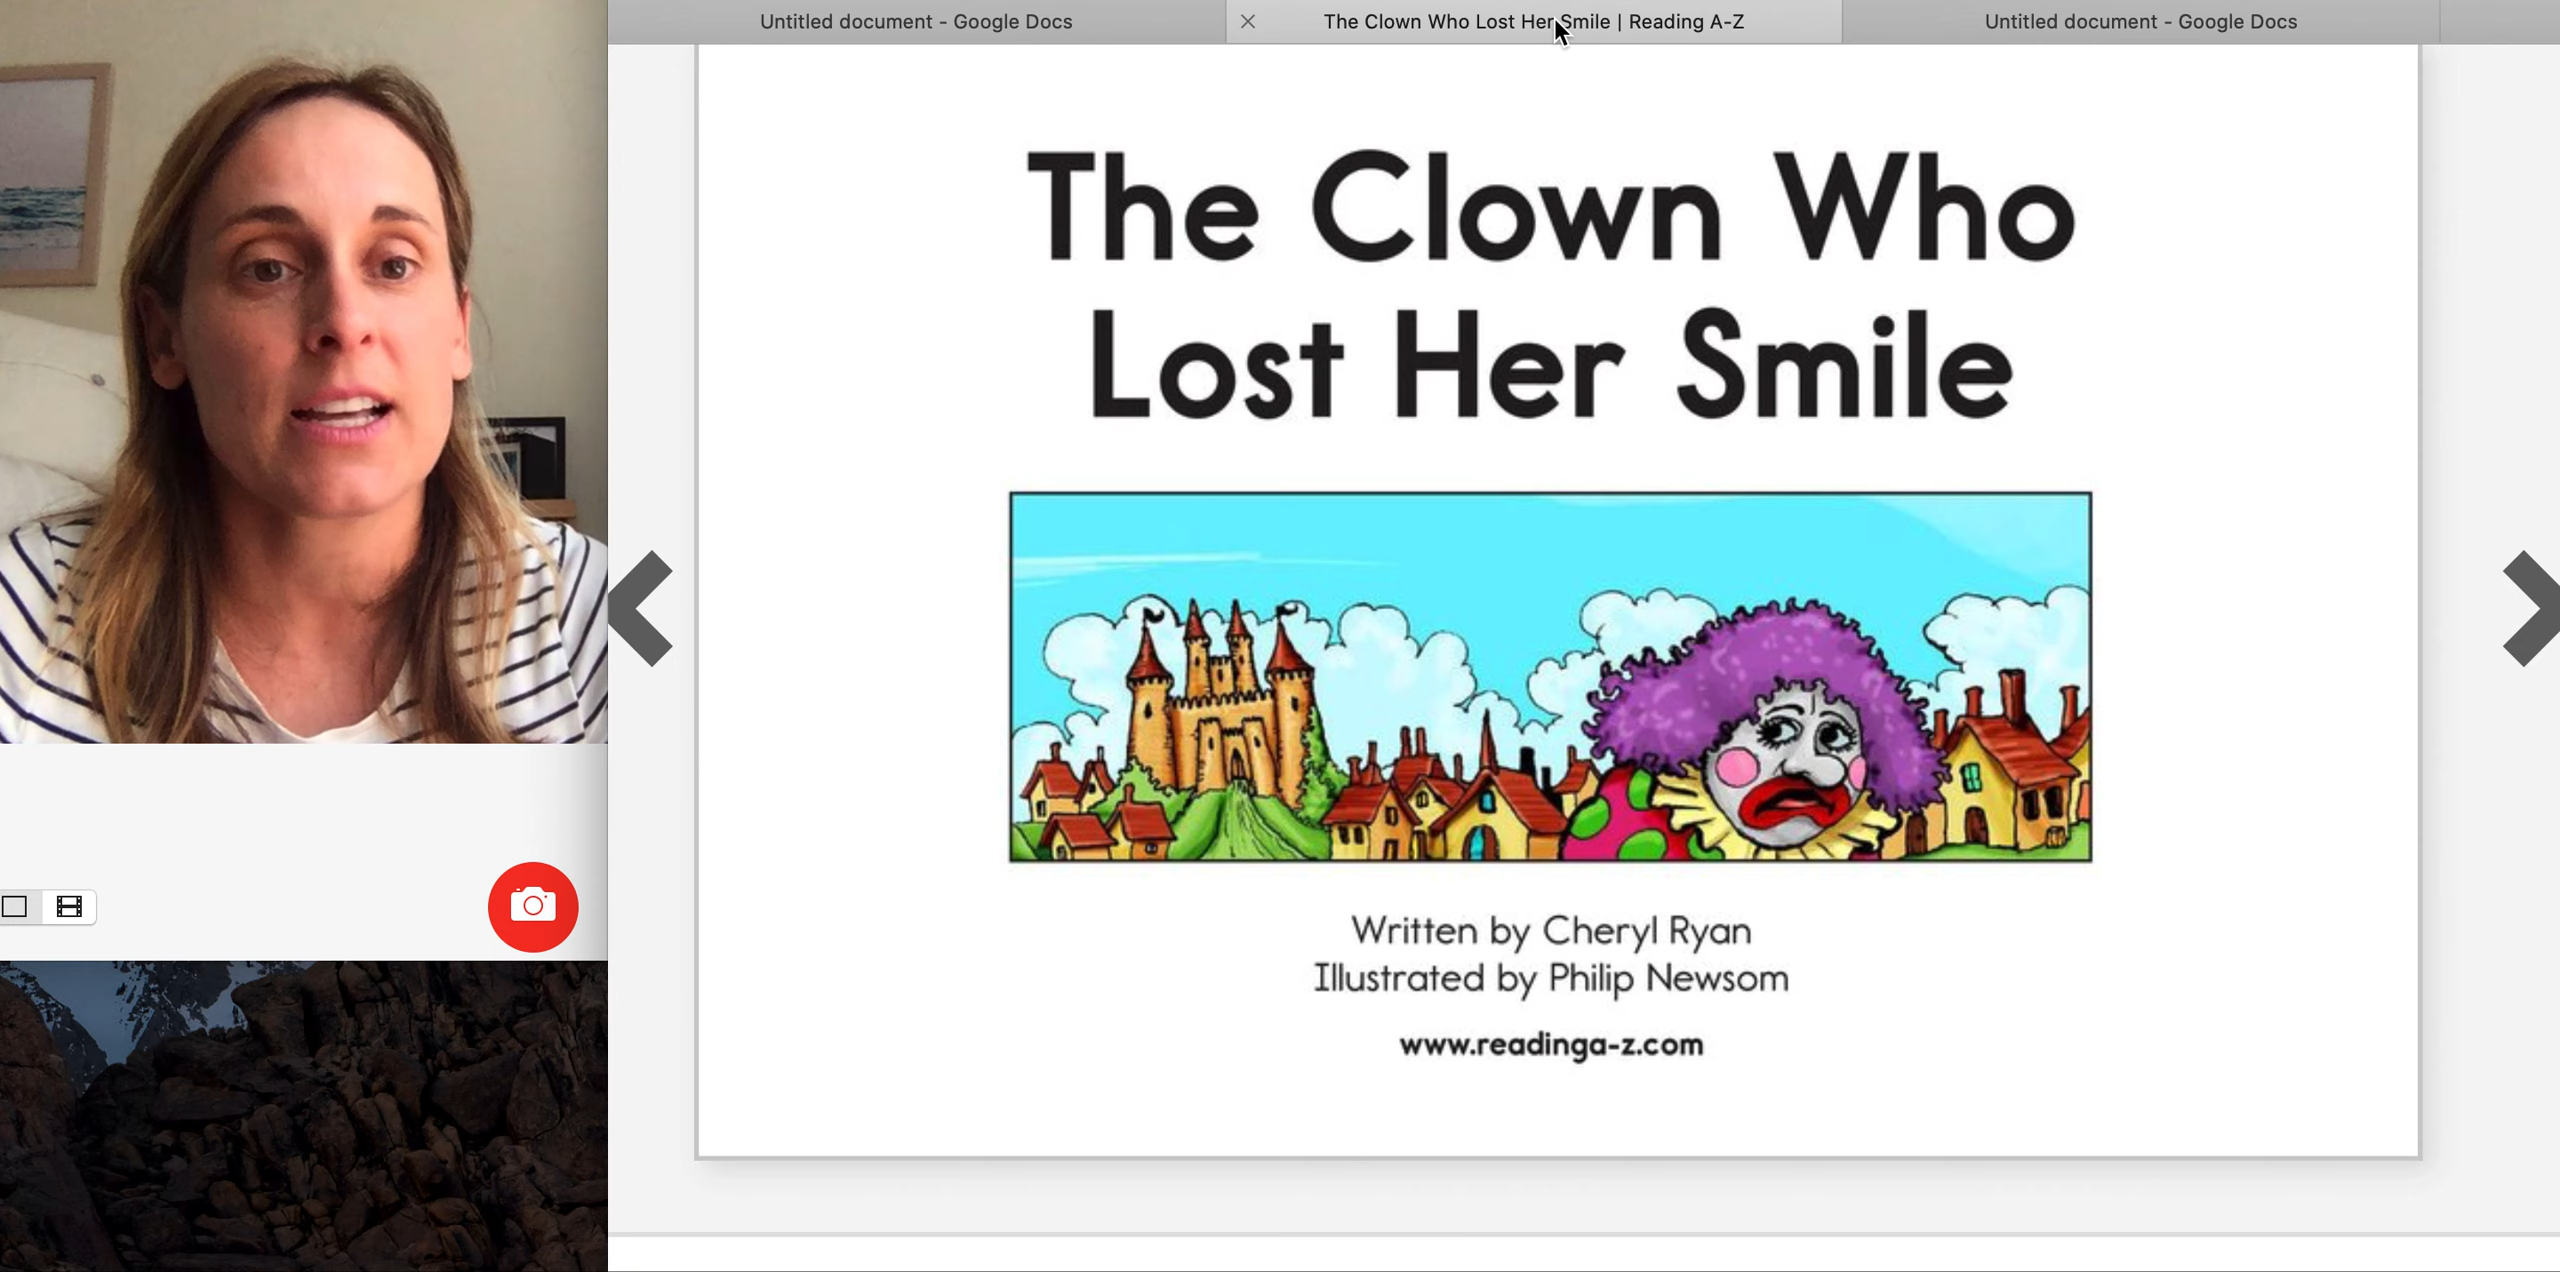 Untitled document - Google Docs
The Clown Who Lost Her Smile | Reading A-Z
Untitled document - Google Docs
The Clown Who
Lost Her Smile
Written by Cheryl Ryan
Illustrated by Philip Newsom
www.readinga-z.com